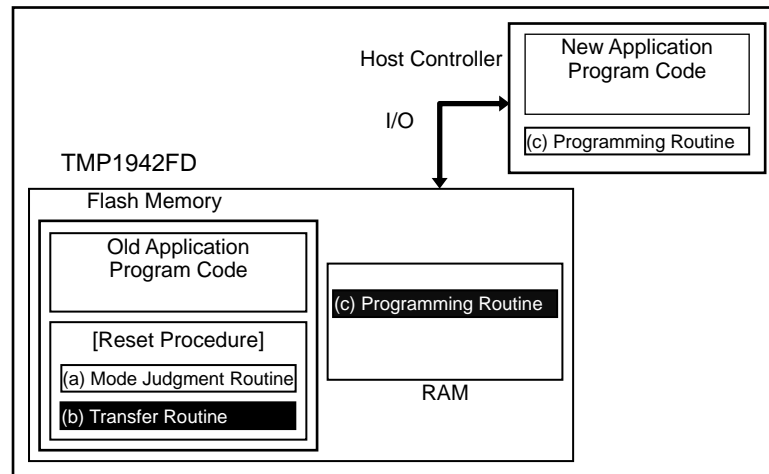 Host Controller
New Application
Program Code
I/O
(c) Programming Routine
TMP1942FD
Flash Memory
Old Application
Program Code
(c) Programming Routine
[Reset Procedure]
(a) Mode Judgment Routine
(b) Transfer Routine
RAM